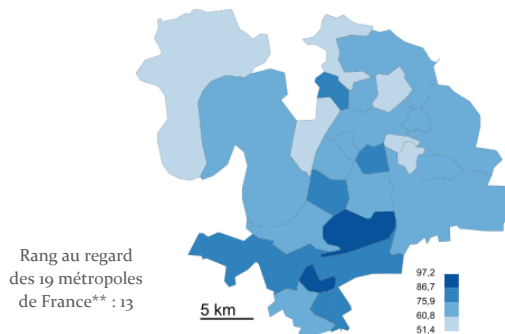 Rang au regard
des 19 métropoles
de France** : 13
5 km
97,2
86,7
75,9
60,8
51,4